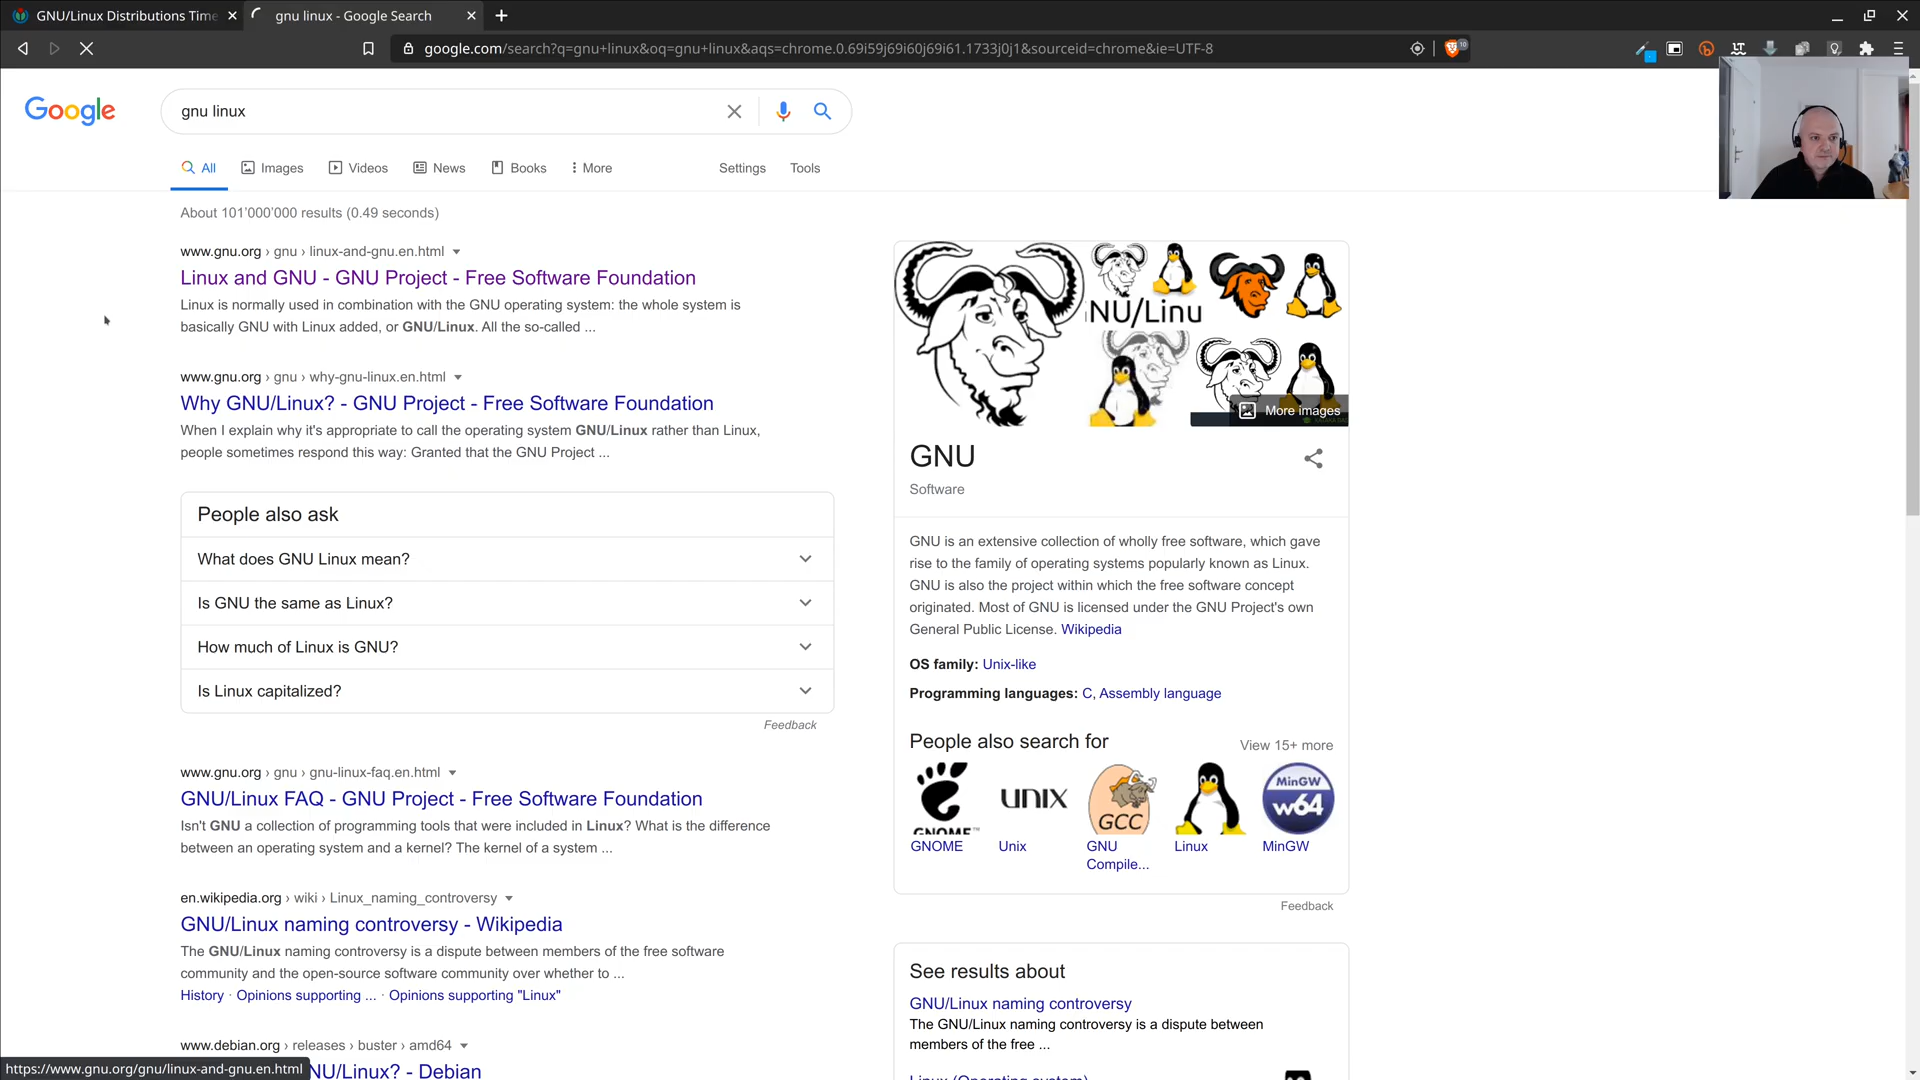 GNU/Linux Distributions Time
gnu linux - Google Search
google.com/search?q=gnu+linux&oq=gnu+linux&aqs=chrome.0.69i59j69i60j69i61.1733j0j1&sourceid=chrome&ie=UTF-8
10
Google
gnu linux
All
Images
Videos
News
Books
More
Settings
Tools
About 101'000'000 results (0.49 seconds)
www.gnu.org › gnu › linux-and-gnu.en.html
Linux and GNU - GNU Project - Free Software Foundation
Linux is normally used in combination with the GNU operating system: the whole system is
basically GNU with Linux added, or GNU/Linux. All the so-called ...
www.gnu.org › gnu › why-gnu-linux.en.html
Why GNU/Linux? - GNU Project - Free Software Foundation
When I explain why it's appropriate to call the operating system GNU/Linux rather than Linux,
people sometimes respond this way: Granted that the GNU Project ...
People also ask
What does GNU Linux mean?
Is GNU the same as Linux?
How much of Linux is GNU?
Is Linux capitalized?
Feedback
www.gnu.org › gnu › gnu-linux-faq.en.html
GNU/Linux FAQ - GNU Project - Free Software Foundation
Isn't GNU a collection of programming tools that were included in Linux? What is the difference
between an operating system and a kernel? The kernel of a system ...
en.wikipedia.org › wiki › Linux_naming_controversy
GNU/Linux naming controversy - Wikipedia
The GNU/Linux naming controversy is a dispute between members of the free software
community and the open-source software community over whether to ...
History · Opinions supporting ... · Opinions supporting "Linux"
www.debian.org › releases › buster › amd64
NU/Linux? - Debian
https://www.gnu.org/gnu/linux-and-gnu.en.html
NU/Linu
More images
GNU
Software
GNU is an extensive collection of wholly free software, which gave
rise to the family of operating systems popularly known as Linux.
GNU is also the project within which the free software concept
originated. Most of GNU is licensed under the GNU Project's own
General Public License. Wikipedia
OS family: Unix-like
Programming languages: C, Assembly language
People also search for
View 15+ more
GNOME™
UNIX
GCC
MinGW
w64
GNOME
Unix
GNU
Compile...
Linux
MinGW
Feedback
See results about
GNU/Linux naming controversy
The GNU/Linux naming controversy is a dispute between
members of the free ...
Linux (Operating system)